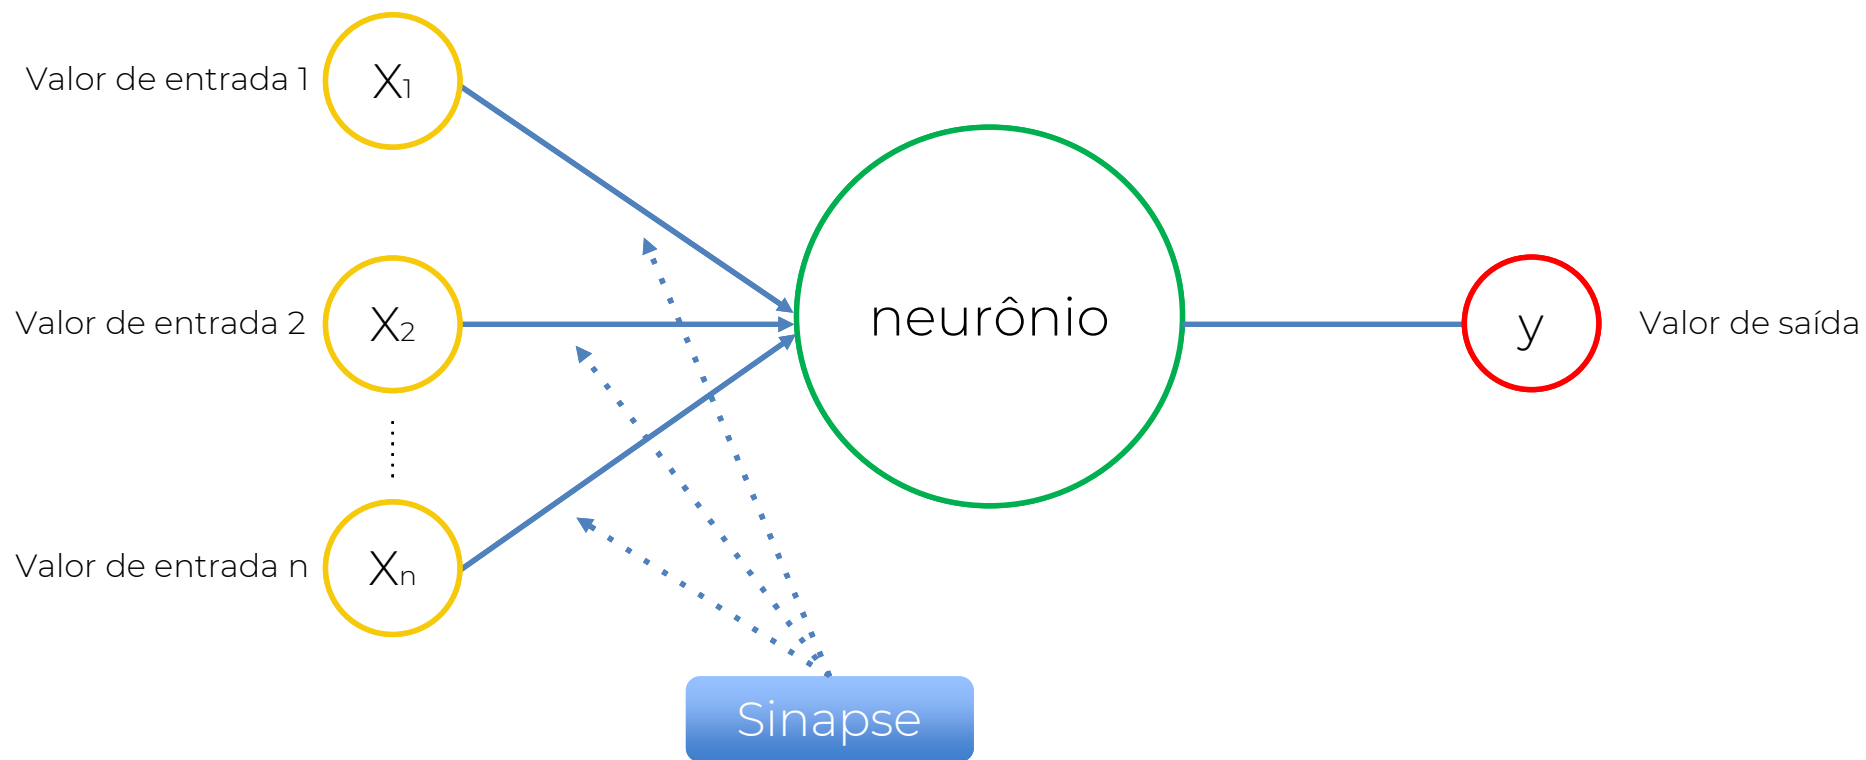 Valor de entrada 1
X1
Valor de entrada 2
X2
neurônio
y
Valor de saída
Valor de entrada n
Xn
Sinapse